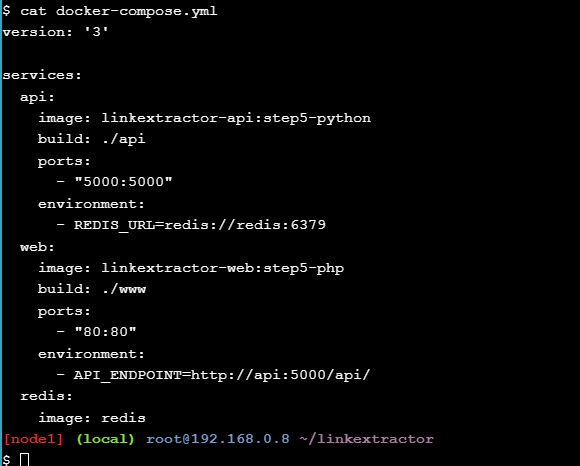 $ cat docker-compose.yml
version: '3'

services:
  api:
    image: linkextractor-api:step5-python
    build: ./api
    ports:
      - "5000:5000"
    environment:
      - REDIS_URL=redis://redis:6379
  web:
    image: linkextractor-web:step5-php
    build: ./www
    ports:
      - "80:80"
    environment:
      - API_ENDPOINT=http://api:5000/api/
  redis:
    image: redis
[node1] (local) root@192.168.0.8 ~/linkextractor
$